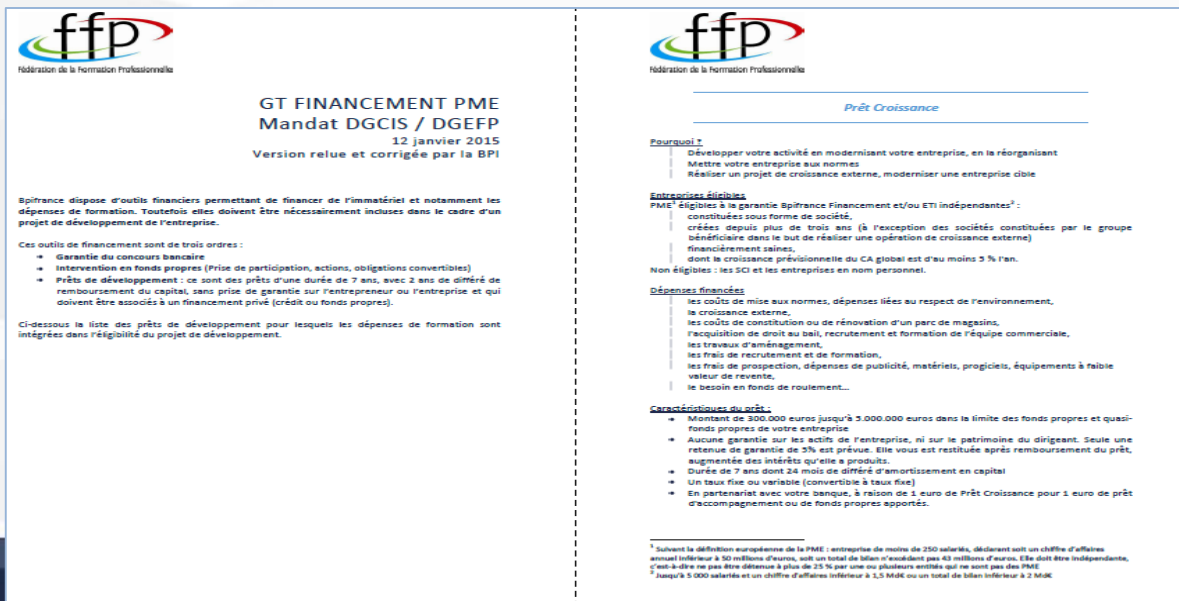 ffp
Fédération de la Formation Professionnelle
GT FINANCEMENT PME
Mandat DGCIS / DGEFP
12 janvier 2015
Version relue et corrigée par la BPI
Bpifrance dispose d'outils financiers permettant de financer de l'immatériel et notamment les
dépenses de formation. Toutefois elles doivent être nécessairement incluses dans le cadre d'un
projet de développement de l'entreprise.
Ces outils de financement sont de trois ordres :
➔ Garantie du concours bancaire
➔ Intervention en fonds propres (Prise de participation, actions, obligations convertibles)
➔ Prêts de développement : ce sont des prêts d'une durée de 7 ans, avec 2 ans de différé de
remboursement du capital, sans prise de garantie sur l'entrepreneur ou l'entreprise et qui
doivent être associés à un financement privé (crédit ou fonds propres).
Ci-dessous la liste des prêts de développement pour lesquels les dépenses de formation sont
intégrées dans l'éligibilité du projet de développement.
ffp
Fédération de la Formation Professionnelle
Prêt Croissance
Pourquoi ?
Développer votre activité en modernisant votre entreprise, en la réorganisant
Mettre votre entreprise aux normes
Réaliser un projet de croissance externe, moderniser une entreprise cible
Entreprises éligibles
PME¹ éligibles à la garantie Bpifrance Financement et/ou ETI indépendantes² :
constituées sous forme de société,
créées depuis plus de trois ans (à l'exception des sociétés constituées par le groupe
bénéficiaire dans le but de réaliser une opération de croissance externe)
financièrement saines,
dont la croissance prévisionnelle du CA global est d'au moins 5 % l'an.
Non éligibles : les SCI et les entreprises en nom personnel.
Dépenses financées
les coûts de mise aux normes, dépenses liées au respect de l'environnement,
la croissance externe,
les coûts de constitution ou de rénovation d'un parc de magasins,
l'acquisition de droit au bail, recrutement et formation de l'équipe commerciale,
les travaux d'aménagement,
les frais de recrutement et de formation,
les frais de prospection, dépenses de publicité, matériels, progiciels, équipements à faible
valeur de revente,
le besoin en fonds de roulement...
Caractéristiques du prêt :
➔ Montant de 300.000 euros jusqu'à 5.000.000 euros dans la limite des fonds propres et quasi-
fonds propres de votre entreprise
➔ Aucune garantie sur les actifs de l'entreprise, ni sur le patrimoine du dirigeant. Seule une
retenue de garantie de 5% est prévue. Elle vous est restituée après remboursement du prêt,
augmentée des intérêts qu'elle a produits.
➔ Durée de 7 ans dont 24 mois de différé d'amortissement en capital
➔ Un taux fixe ou variable (convertible à taux fixe)
➔ En partenariat avec votre banque, à raison de 1 euro de Prêt Croissance pour 1 euro de prêt
d'accompagnement ou de fonds propres apportés.
¹ Suivant la définition européenne de la PME : entreprise de moins de 250 salariés, déclarant soit un chiffre d'affaires
annuel inférieur à 50 millions d'euros, soit un total de bilan n'excédant pas 43 millions d'euros. Elle doit être indépendante,
c'est-à-dire ne pas être détenue à plus de 25 % par une ou plusieurs entités qui ne sont pas des PME
² Jusqu'à 5 000 salariés et un chiffre d'affaires inférieur à 1,5 Md€ ou un total de bilan inférieur à 2 Md€